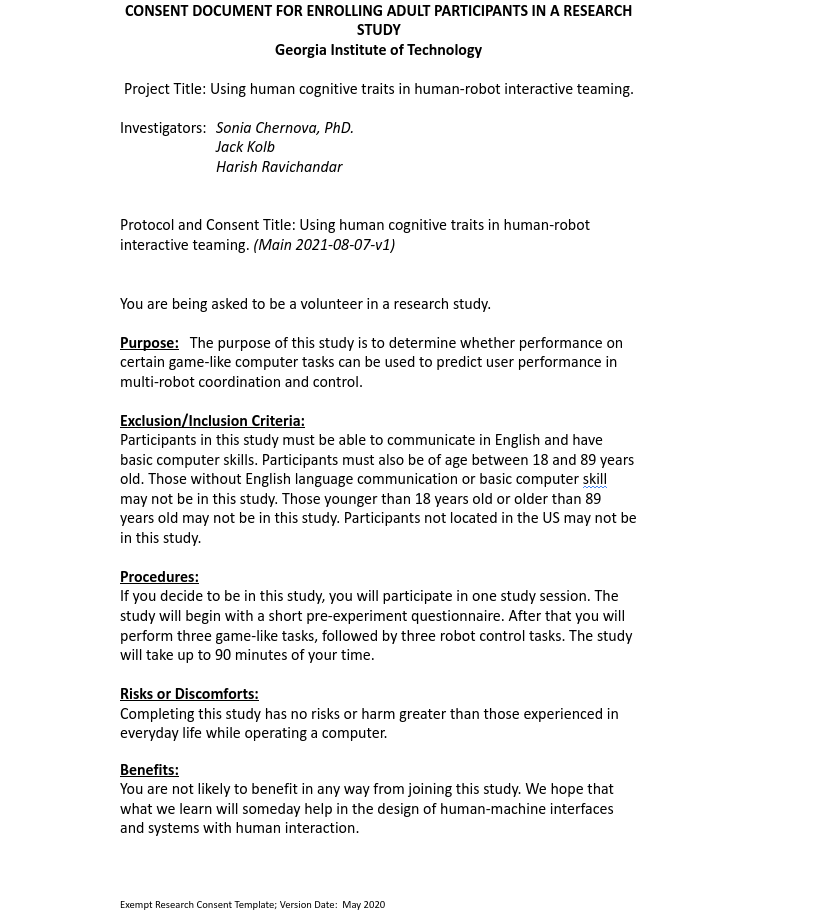 CONSENT DOCUMENT FOR ENROLLING ADULT PARTICIPANTS IN A RESEARCH
STUDY
Georgia Institute of Technology
Project Title: Using human cognitive traits in human-robot interactive teaming.
Investigators: Sonia Chernova, PhD.
Jack Kolb
Harish Ravichandar
Protocol and Consent Title: Using human cognitive traits in human-robot
interactive teaming. (Main 2021-08-07-v1)
You are being asked to be a volunteer in a research study.
Purpose: The purpose of this study is to determine whether performance on
certain game-like computer tasks can be used to predict user performance in
multi-robot coordination and control.
Exclusion/Inclusion Criteria:
Participants in this study must be able to communicate in English and have
basic computer skills. Participants must also be of age between 18 and 89 years
old. Those without English language communication or basic computer skill
may not be in this study. Those younger than 18 years old or older than 89
years old may not be in this study. Participants not located in the US may not be
in this study.
Procedures:
If you decide to be in this study, you will participate in one study session. The
study will begin with a short pre-experiment questionnaire. After that you will
perform three game-like tasks, followed by three robot control tasks. The study
will take up to 90 minutes of your time.
Risks or Discomforts:
Completing this study has no risks or harm greater than those experienced in
everyday life while operating a computer.
Benefits:
You are not likely to benefit in any way from joining this study. We hope that
what we learn will someday help in the design of human-machine interfaces
and systems with human interaction.
Exempt Research Consent Template; Version Date: May 2020